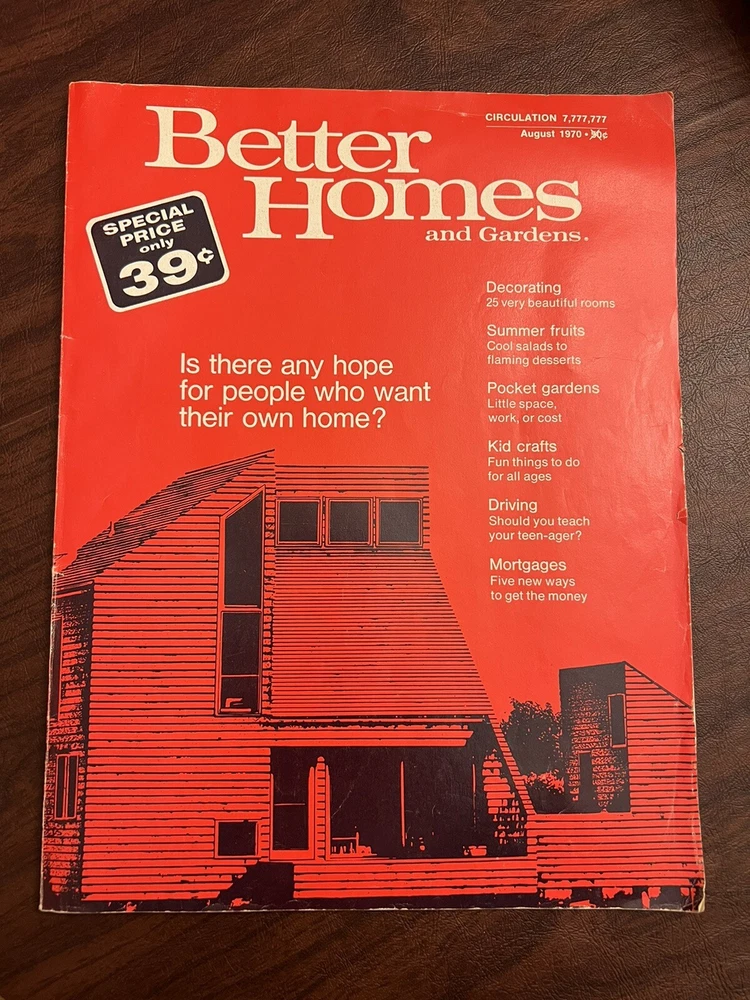 CIRCULATION 7,777,777
August 1970 • 50¢
Better
Homes
and Gardens.
SPECIAL
PRICE
only
39¢
Is there any hope
for people who want
their own home?
Decorating
25 very beautiful rooms
Summer fruits
Cool salads to
flaming desserts
Pocket gardens
Little space,
work, or cost
Kid crafts
Fun things to do
for all ages
Driving
Should you teach
your teen-ager?
Mortgages
Five new ways
to get the money